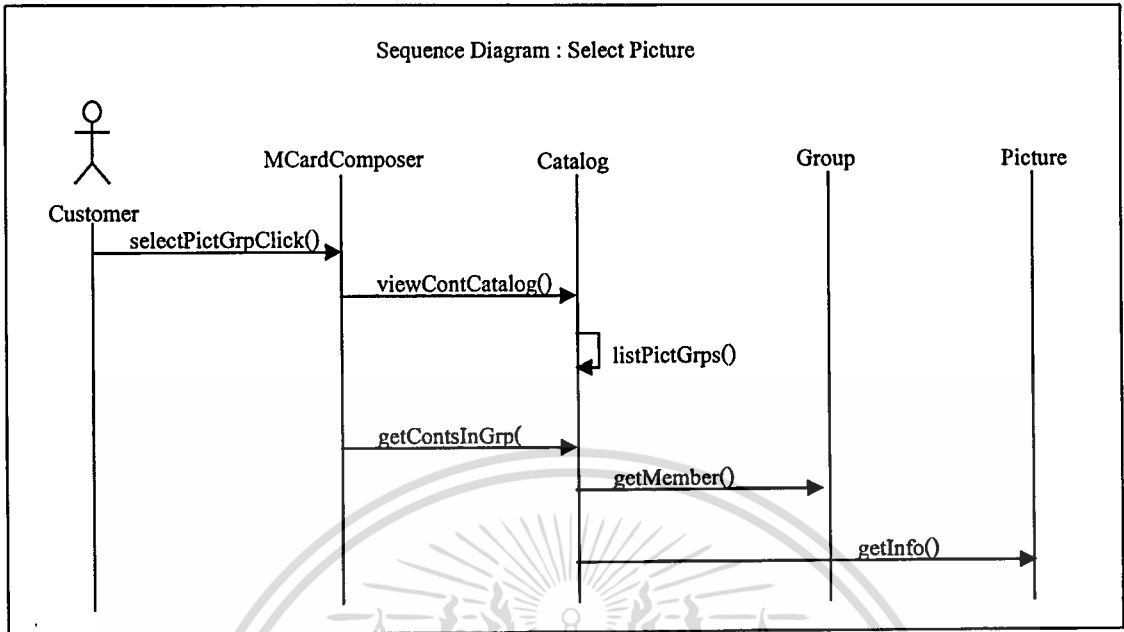 Sequence Diagram : Select Picture
MCardComposer
Catalog
Group
Picture
Customer
selectPictGrpClick()
viewContCatalog()
listPictGrps()
getContsInGrp(
getMember()
getInfo()